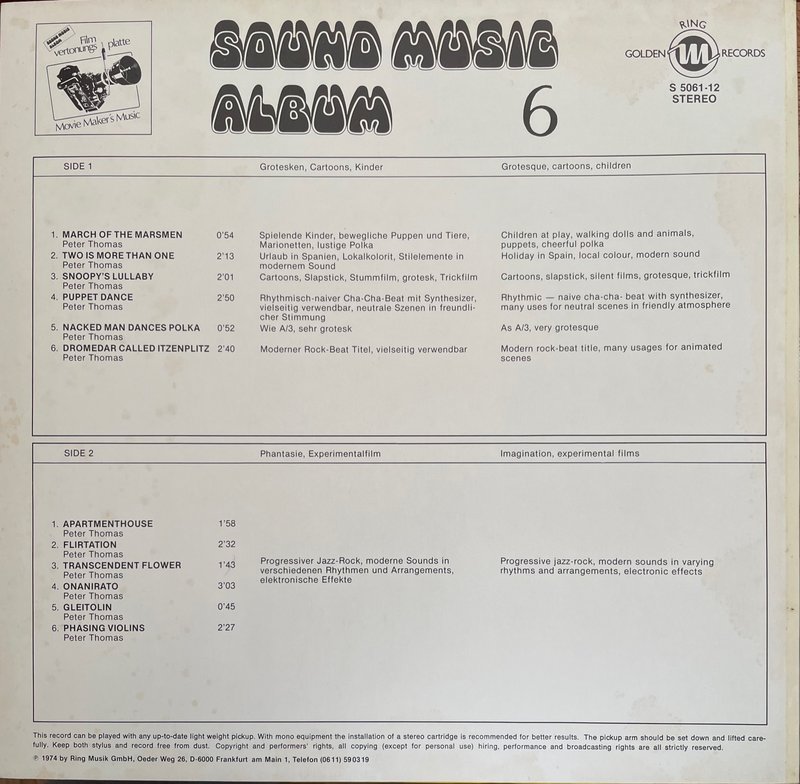 Film
vertonungs platte
Movie Maker's Music
SOUND MUSIC
ALBUM 6
RING
GOLDEN RECORDS
S 5061-12
STEREO
SIDE 1 Grotesken, Cartoons, Kinder Grotesque, cartoons, children
1. MARCH OF THE MARSMEN 0'54 Spielende Kinder, bewegliche Puppen und Tiere, Children at play, walking dolls and animals,
Peter Thomas Marionetten, lustige Polka puppets, cheerful polka
2. TWO IS MORE THAN ONE 2'13 Urlaub in Spanien, Lokalkolorit, Stilelemente in Holiday in Spain, local colour, modern sound
Peter Thomas modernem Sound
3. SNOOPY'S LULLABY 2'01 Cartoons, Slapstick, Stummfilm, grotesk, Trickfilm Cartoons, slapstick, silent films, grotesque, trickfilm
Peter Thomas
4. PUPPET DANCE 2'50 Rhythmisch-naiver Cha-Cha-Beat mit Synthesizer, Rhythmic — naive cha-cha- beat with synthesizer,
Peter Thomas vielseitig verwendbar, neutrale Szenen in freundli- many uses for neutral scenes in friendly atmosphere
cher Stimmung
5. NACKED MAN DANCES POLKA 0'52 Wie A/3, sehr grotesk As A/3, very grotesque
Peter Thomas
6. DROMEDAR CALLED ITZENPLITZ 2'40 Moderner Rock-Beat Titel, vielseitig verwendbar Modern rock-beat title, many usages for animated
Peter Thomas scenes
SIDE 2 Phantasie, Experimentalfilm Imagination, experimental films
1. APARTMENTHOUSE 1'58
Peter Thomas
2. FLIRTATION 2'32
Peter Thomas
3. TRANSCENDENT FLOWER 1'43 Progressiver Jazz-Rock, moderne Sounds in Progressive jazz-rock, modern sounds in varying
Peter Thomas verschiedenen Rhythmen und Arrangements, rhythms and arrangements, electronic effects
4. ONANIRATO 3'03 elektronische Effekte
Peter Thomas
5. GLEITOLIN 0'45
Peter Thomas
6. PHASING VIOLINS 2'27
Peter Thomas
This record can be played with any up-to-date light weight pickup. With mono equipment the installation of a stereo cartridge is recommended for better results. The pickup arm should be set down and lifted care-
fully. Keep both stylus and record free from dust. Copyright and performers' rights, all copying (except for personal use) hiring, performance and broadcasting rights are all strictly reserved.
℗ 1974 by Ring Musik GmbH, Oeder Weg 26, D-6000 Frankfurt am Main 1, Telefon (0611) 590319